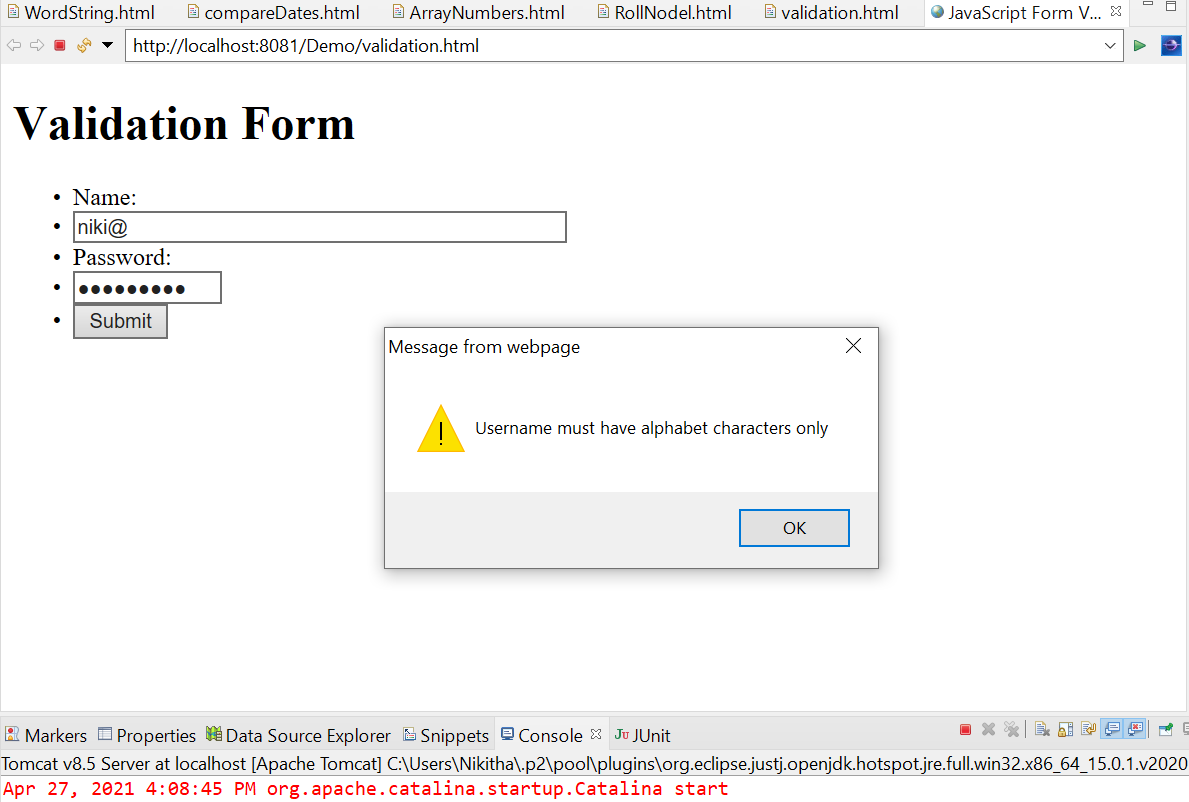 WordString.html compareDates.html ArrayNumbers.html RollNodel.html validation.html JavaScript Form V...
http://localhost:8081/Demo/validation.html
Validation Form
• Name:
• niki@
• Password:
• ●●●●●●●●●
• Submit
Message from webpage
Username must have alphabet characters only
OK
Markers Properties Data Source Explorer Snippets Console JUnit
Tomcat v8.5 Server at localhost [Apache Tomcat] C:\Users\Nikitha\.p2\pool\plugins\org.eclipse.justj.openjdk.hotspot.jre.full.win32.x86_64_15.0.1.v2020
Apr 27, 2021 4:08:45 PM org.apache.catalina.startup.Catalina start